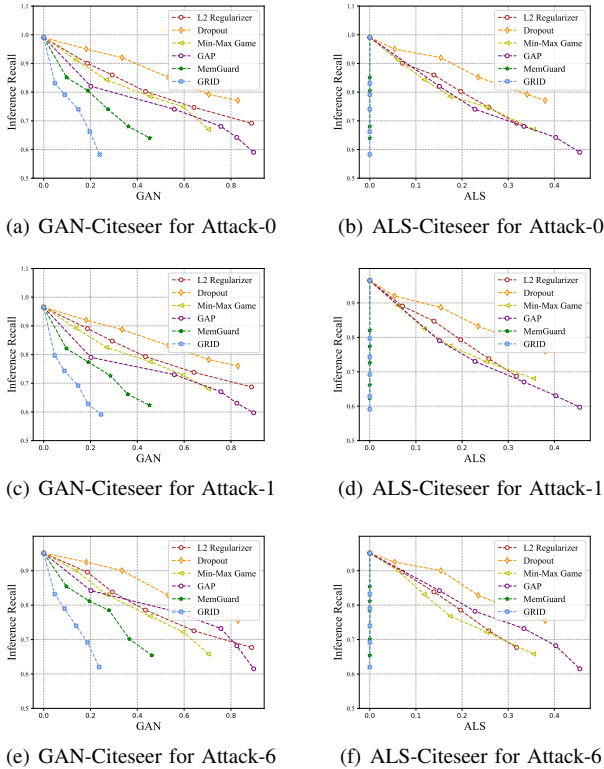 1.1
1.0
0.9
0.8
0.7
0.6
0.5
Inference Recall
0.0 0.2 0.4 0.6 0.8
GAN
L2 Regularizer
Dropout
Min-Max Game
GAP
MemGuard
GRID
(a) GAN-Citeseer for Attack-0
1.1
1.0
0.9
0.8
0.7
0.6
0.5
Inference Recall
0.0 0.1 0.2 0.3 0.4
ALS
L2 Regularizer
Dropout
Min-Max Game
GAP
MemGuard
GRID
(b) ALS-Citeseer for Attack-0
1.1
1.0
0.9
0.8
0.7
0.6
0.5
Inference Recall
0.0 0.2 0.4 0.6 0.8
GAN
L2 Regularizer
Dropout
Min-Max Game
GAP
MemGuard
GRID
(c) GAN-Citeseer for Attack-1
0.9
0.8
0.7
0.6
0.5
Inference Recall
0.0 0.1 0.2 0.3 0.4
ALS
L2 Regularizer
Dropout
Min-Max Game
GAP
MemGuard
GRID
(d) ALS-Citeseer for Attack-1
0.9
0.8
0.7
0.6
0.5
Inference Recall
0.0 0.2 0.4 0.6 0.8
GAN
L2 Regularizer
Dropout
Min-Max Game
GAP
MemGuard
GRID
(e) GAN-Citeseer for Attack-6
0.9
0.8
0.7
0.6
0.5
Inference Recall
0.0 0.1 0.2 0.3 0.4
ALS
L2 Regularizer
Dropout
Min-Max Game
GAP
MemGuard
GRID
(f) ALS-Citeseer for Attack-6